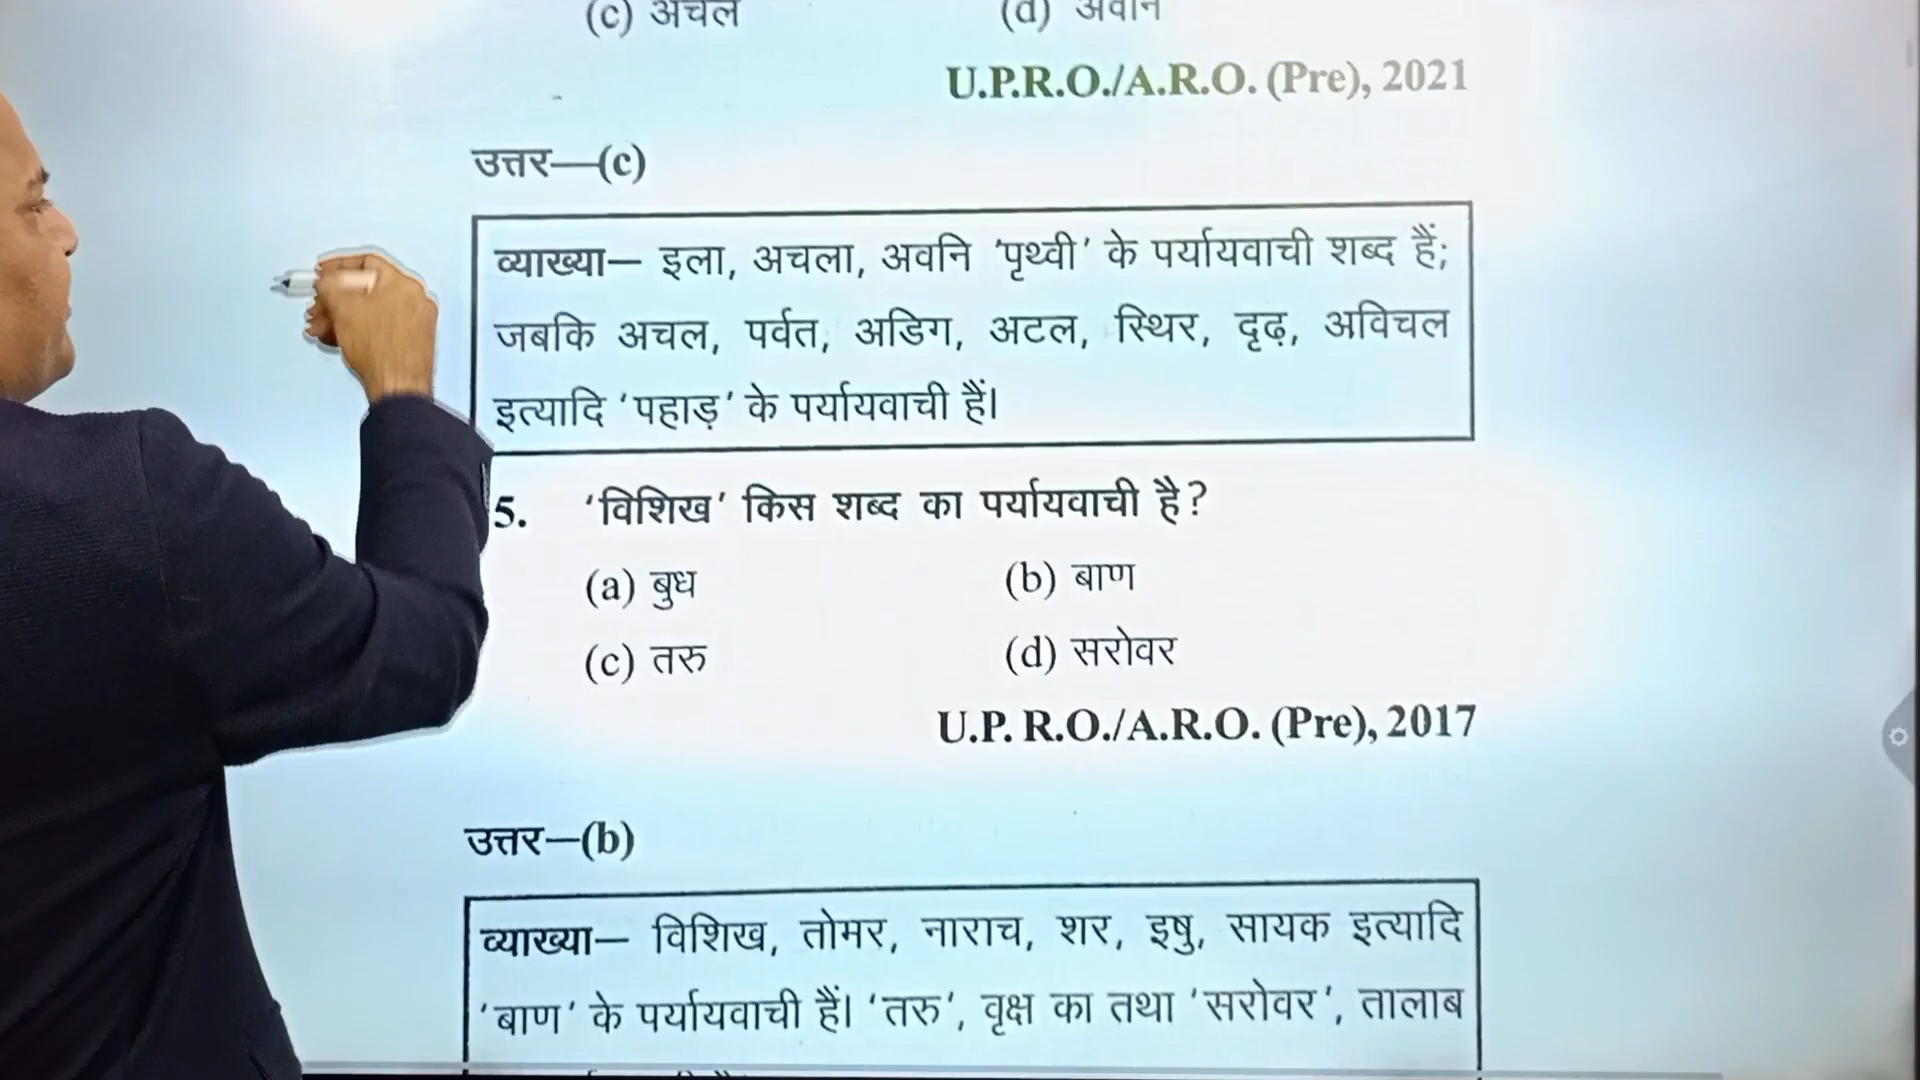 (c) अचल (d) अवनि
U.P.R.O./A.R.O. (Pre), 2021
उत्तर—(c)
व्याख्या— इला, अचला, अवनि ‘पृथ्वी’ के पर्यायवाची शब्द हैं;
जबकि अचल, पर्वत, अडिग, अटल, स्थिर, दृढ़, अविचल
इत्यादि ‘पहाड़’ के पर्यायवाची हैं।
5. ‘विशिख’ किस शब्द का पर्यायवाची है?
(a) बुध (b) बाण
(c) तरु (d) सरोवर
U.P. R.O./A.R.O. (Pre), 2017
उत्तर—(b)
व्याख्या— विशिख, तोमर, नाराच, शर, इषु, सायक इत्यादि
‘बाण’ के पर्यायवाची हैं। ‘तरु’, वृक्ष का तथा ‘सरोवर’, तालाब